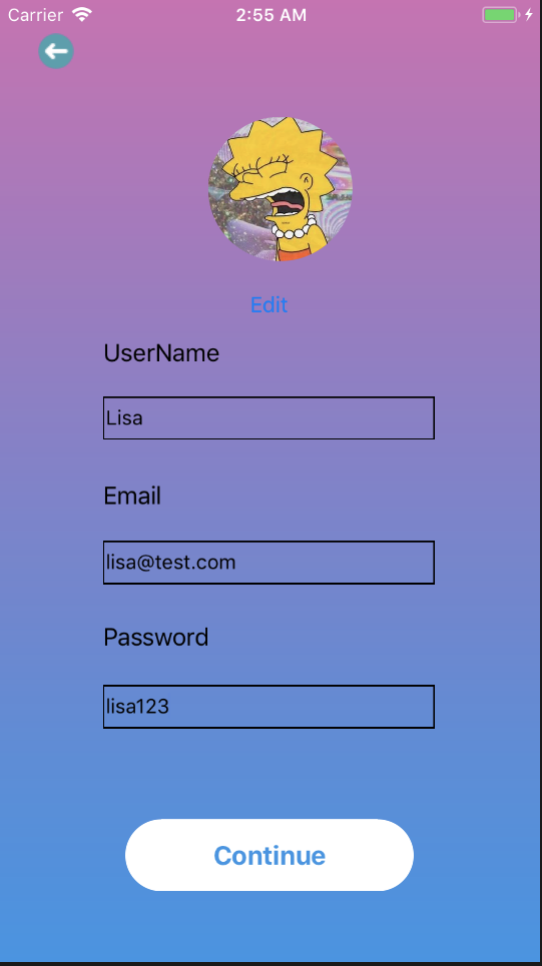 Carrier 2:55 AM
Edit
UserName
Lisa
Email
lisa@test.com
Password
lisa123
Continue